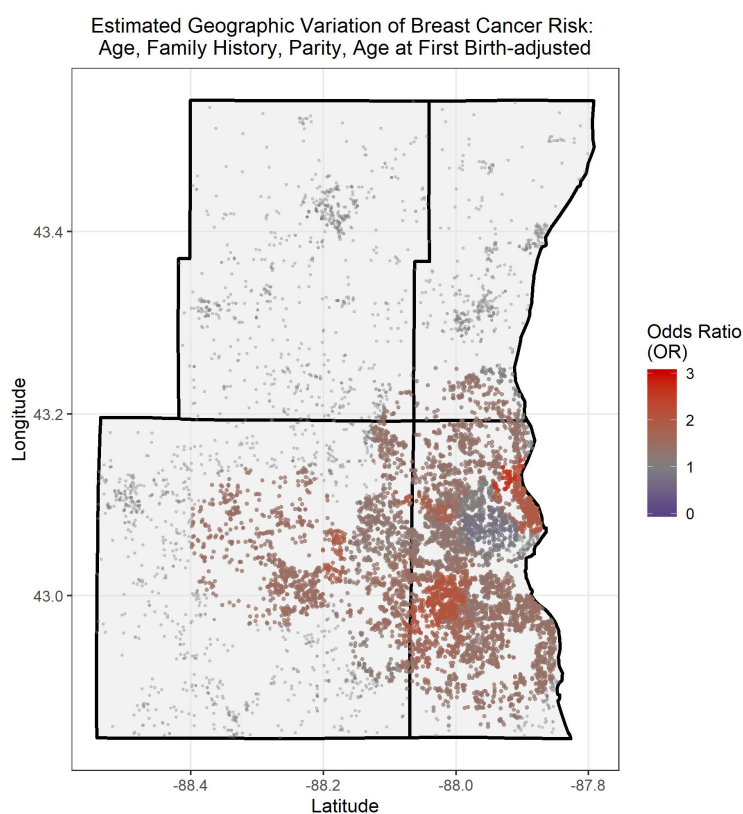 Estimated Geographic Variation of Breast Cancer Risk:
Age, Family History, Parity, Age at First Birth-adjusted
43.4
43.2
43.0
Longitude
-88.4
-88.2
-88.0
-87.8
Latitude
Odds Ratio
(OR)
3
2
1
0